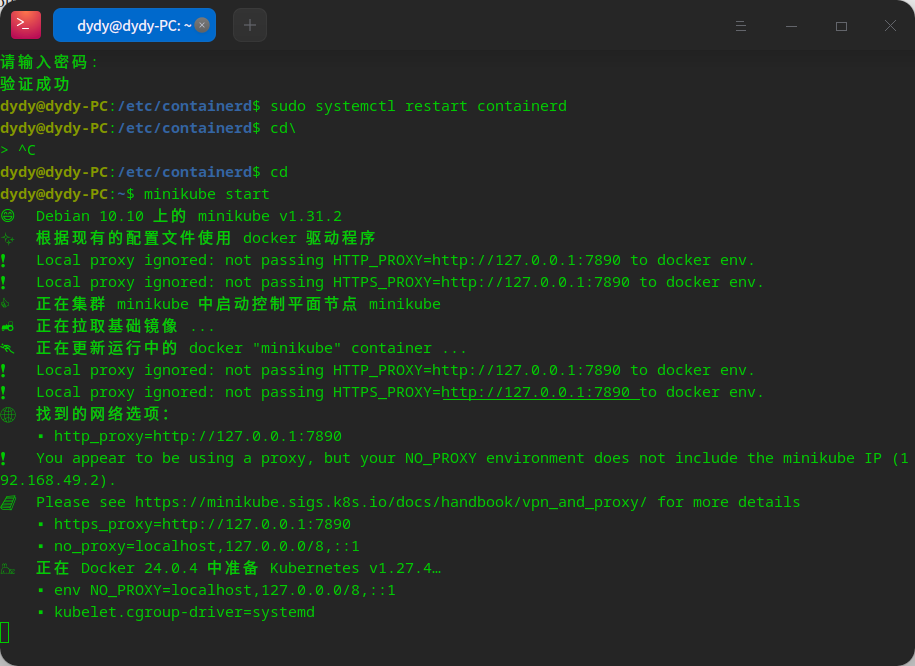 dydy@dydy-PC: ~
请输入密码:
验证成功
dydy@dydy-PC:/etc/containerd$ sudo systemctl restart containerd
dydy@dydy-PC:/etc/containerd$ cd\
> ^C
dydy@dydy-PC:/etc/containerd$ cd
dydy@dydy-PC:~$ minikube start
😄 Debian 10.10 上的 minikube v1.31.2
✨ 根据现有的配置文件使用 docker 驱动程序
❗ Local proxy ignored: not passing HTTP_PROXY=http://127.0.0.1:7890 to docker env.
❗ Local proxy ignored: not passing HTTPS_PROXY=http://127.0.0.1:7890 to docker env.
👍 正在集群 minikube 中启动控制平面节点 minikube
🚜 正在拉取基础镜像 ...
🏃 正在更新运行中的 docker "minikube" container ...
❗ Local proxy ignored: not passing HTTP_PROXY=http://127.0.0.1:7890 to docker env.
❗ Local proxy ignored: not passing HTTPS_PROXY=http://127.0.0.1:7890 to docker env.
🌐 找到的网络选项:
▪ http_proxy=http://127.0.0.1:7890
❗ You appear to be using a proxy, but your NO_PROXY environment does not include the minikube IP (1
92.168.49.2).
📘 Please see https://minikube.sigs.k8s.io/docs/handbook/vpn_and_proxy/ for more details
▪ https_proxy=http://127.0.0.1:7890
▪ no_proxy=localhost,127.0.0.0/8,::1
🐳 正在 Docker 24.0.4 中准备 Kubernetes v1.27.4…
▪ env NO_PROXY=localhost,127.0.0.0/8,::1
▪ kubelet.cgroup-driver=systemd